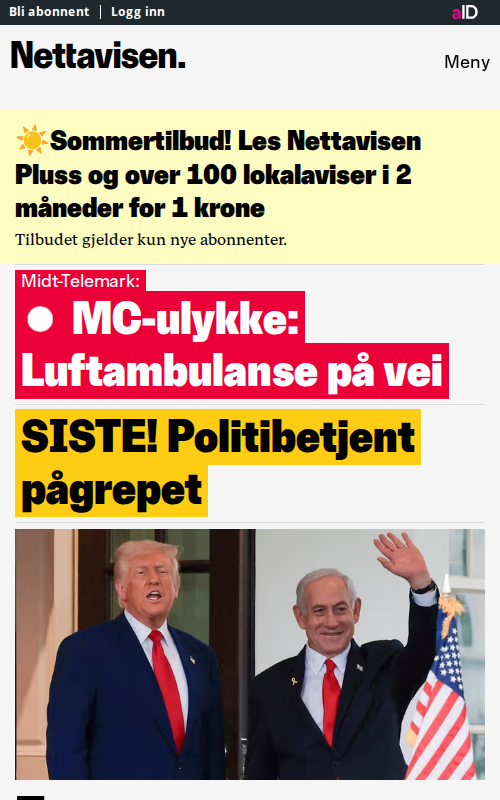 Bli abonnent | Logg inn
aID
Nettavisen.
Meny
☀️Sommertilbud! Les Nettavisen
Pluss og over 100 lokalaviser i 2
måneder for 1 krone
Tilbudet gjelder kun nye abonnenter.
Midt-Telemark:
MC-ulykke:
Luftambulanse på vei
SISTE! Politibetjent
pågrepet